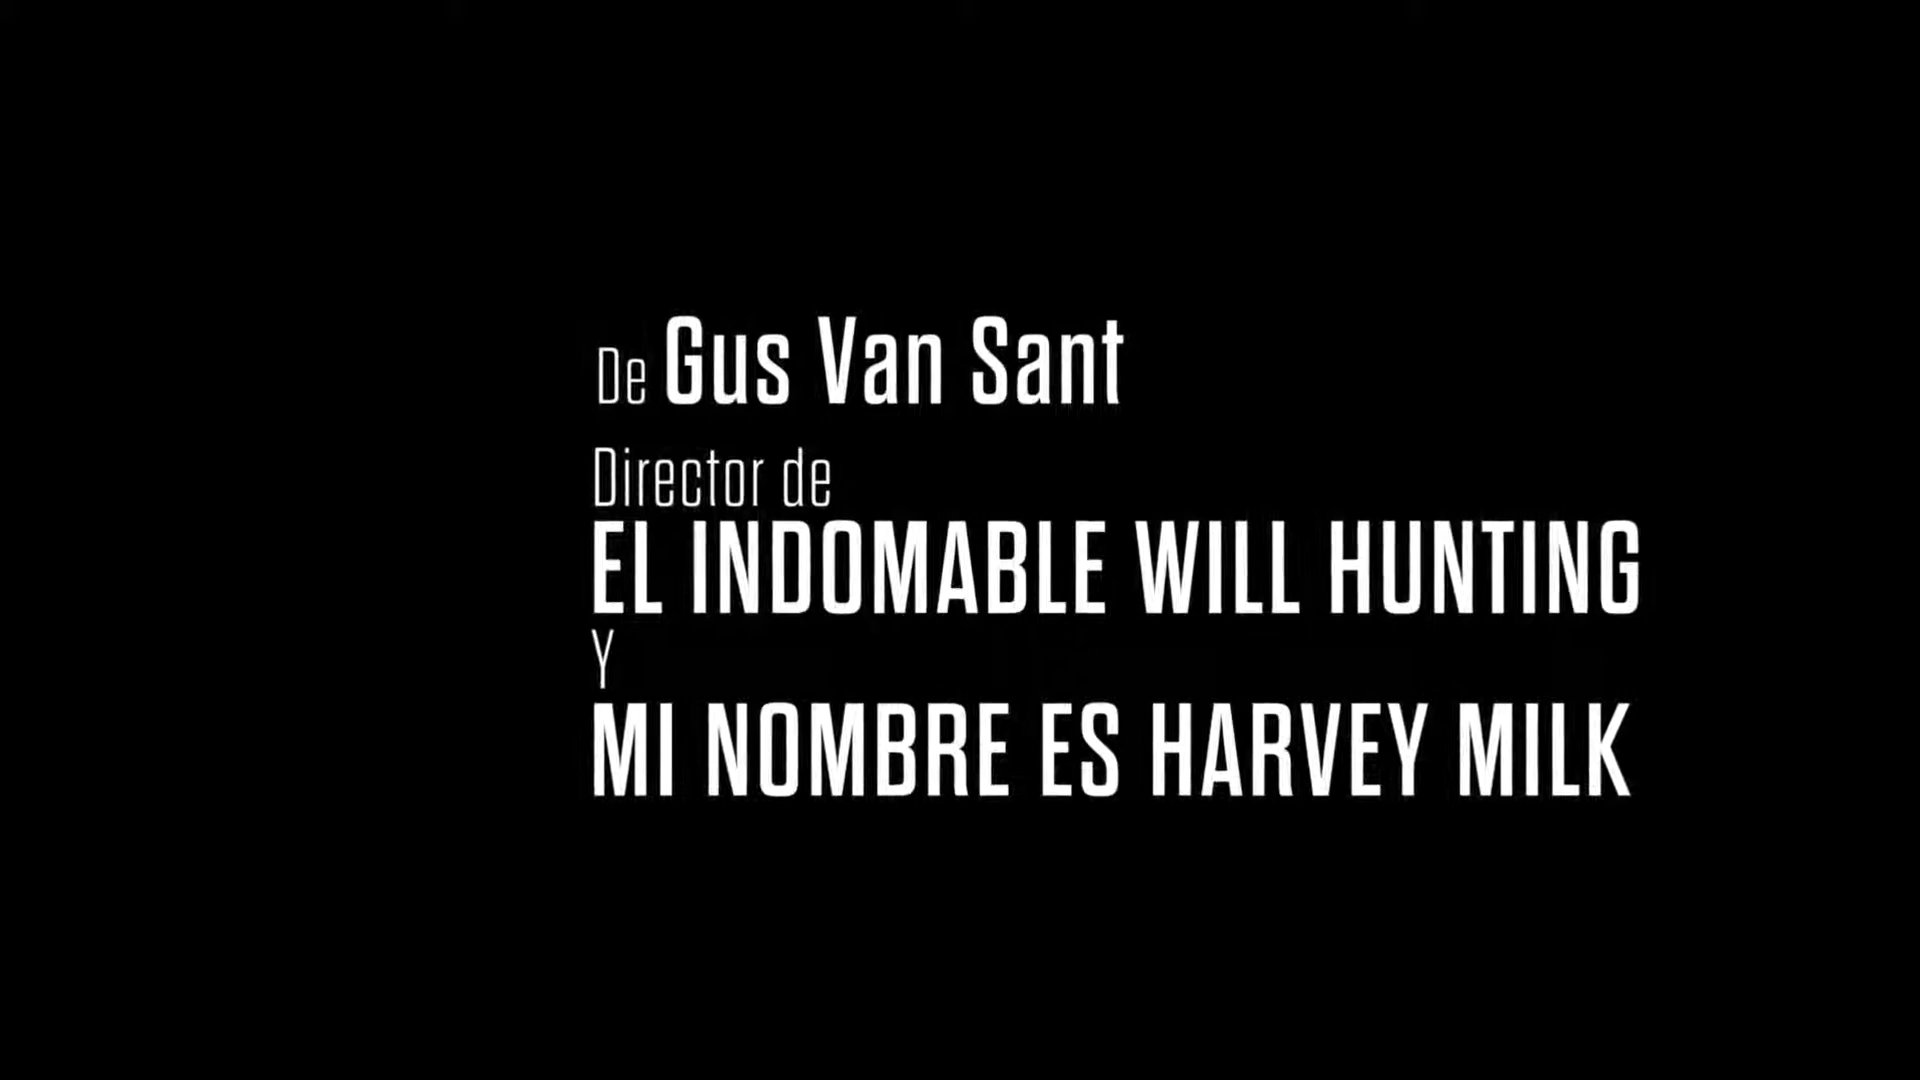 De Gus Van Sant
Director de
EL INDOMABLE WILL HUNTING
Y
MI NOMBRE ES HARVEY MILK